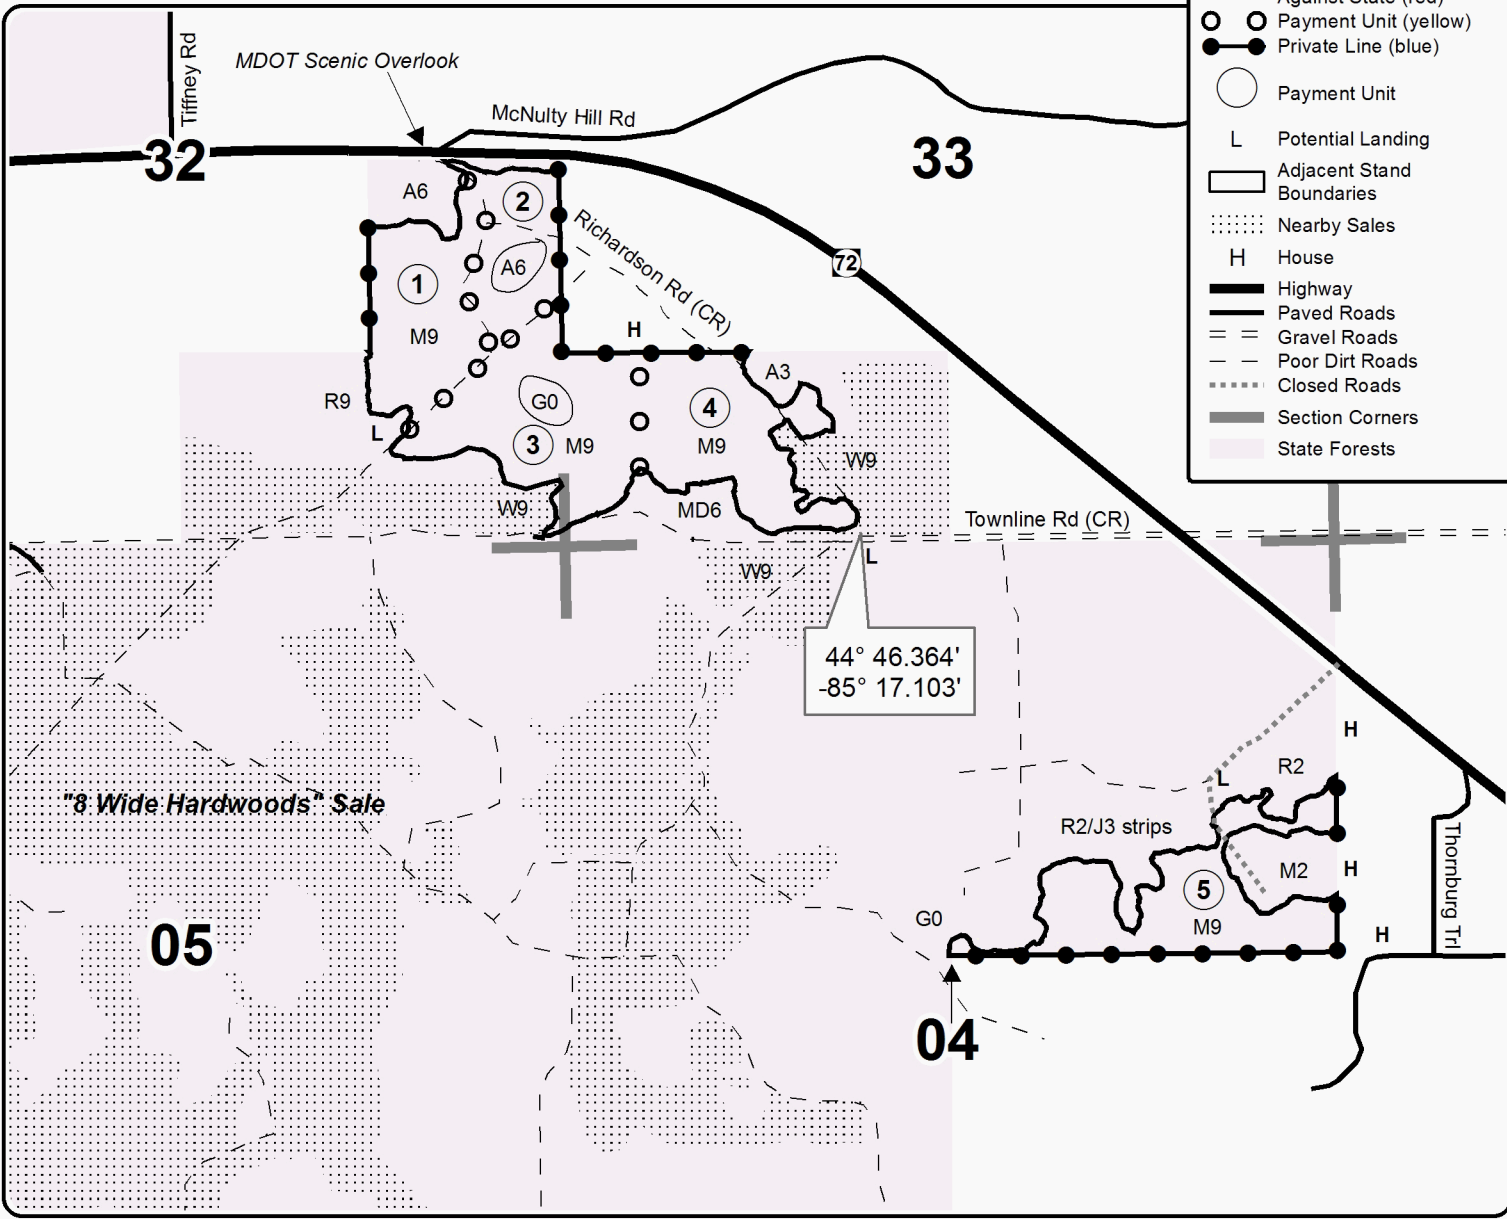 Against State (red)
Payment Unit (yellow)
Private Line (blue)
Payment Unit
L Potential Landing
Adjacent Stand
Boundaries
Nearby Sales
H House
Highway
Paved Roads
Gravel Roads
Poor Dirt Roads
Closed Roads
Section Corners
State Forests
Tiffney Rd
MDOT Scenic Overlook
McNulty Hill Rd
32
33
A6
2
Richardson Rd (CR)
72
A6
1
M9
H
A3
R9
G0
4
L
3
M9
M9
W9
W9
MD6
Townline Rd (CR)
L
W9
44° 46.364'
-85° 17.103'
H
R2
L
"8 Wide Hardwoods" Sale
R2/J3 strips
Thornburg Trl
M2
H
5
G0
M9
H
05
04